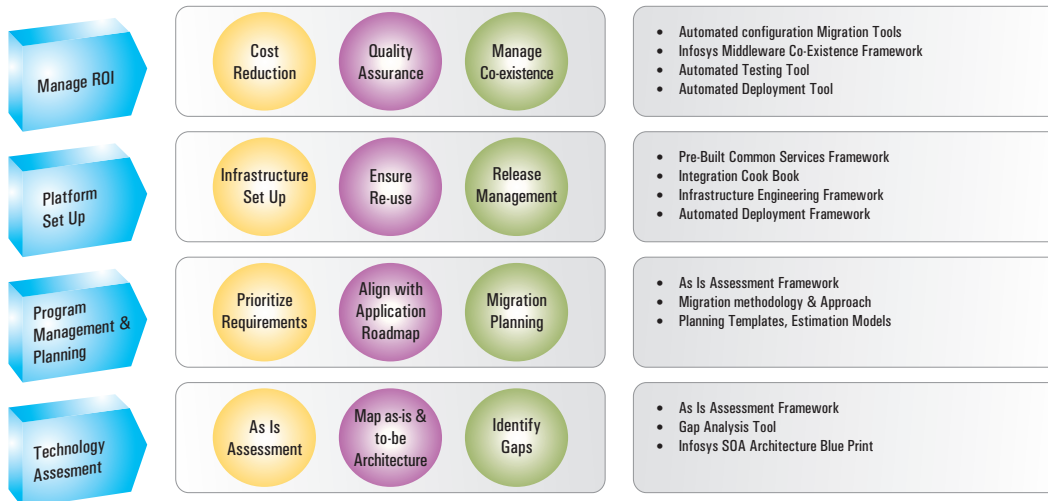 Manage ROI
Cost
Reduction
Quality
Assurance
Manage
Co-existence
• Automated configuration Migration Tools
• Infosys Middleware Co-Existence Framework
• Automated Testing Tool
• Automated Deployment Tool
Platform
Set Up
Infrastructure
Set Up
Ensure
Re-use
Release
Management
• Pre-Built Common Services Framework
• Integration Cook Book
• Infrastructure Engineering Framework
• Automated Deployment Framework
Program
Management &
Planning
Prioritize
Requirements
Align with
Application
Roadmap
Migration
Planning
• As Is Assessment Framework
• Migration methodology & Approach
• Planning Templates, Estimation Models
Technology
Assesment
As Is
Assessment
Map as-is &
to-be
Architecture
Identify
Gaps
• As Is Assessment Framework
• Gap Analysis Tool
• Infosys SOA Architecture Blue Print